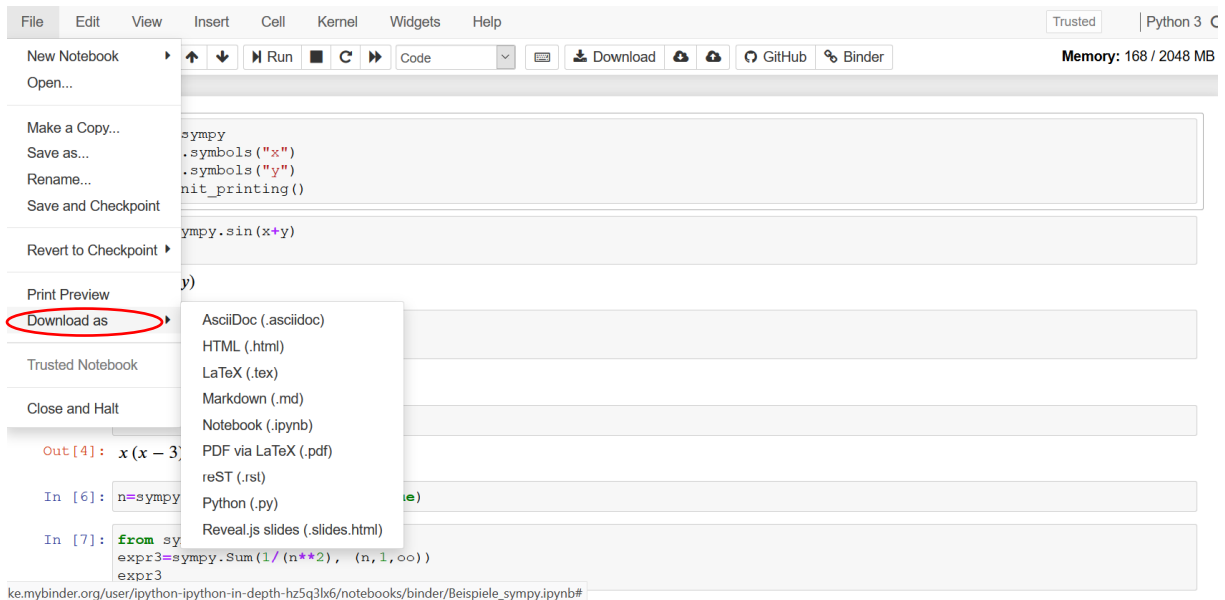 File Edit View Insert Cell Kernel Widgets Help Trusted Python 3
New Notebook Run Code Download GitHub Binder Memory: 168 / 2048 MB
Open...
Make a Copy...
Save as...
Rename...
Save and Checkpoint
Revert to Checkpoint
Print Preview
Download as
Trusted Notebook
Close and Halt
AsciiDoc (.asciidoc)
HTML (.html)
LaTeX (.tex)
Markdown (.md)
Notebook (.ipynb)
PDF via LaTeX (.pdf)
reST (.rst)
Python (.py)
Reveal.js slides (.slides.html)
sympy
.symbols("x")
.symbols("y")
nit_printing()
ympy.sin(x+y)
y)
Out[4]: x (x − 3)
In [6]: n=sympy e)
In [7]: from sy
expr3=sympy.Sum(1/(n**2), (n,1,oo))
expr3
ke.mybinder.org/user/ipython-ipython-in-depth-hz5q3lx6/notebooks/binder/Beispiele_sympy.ipynb#